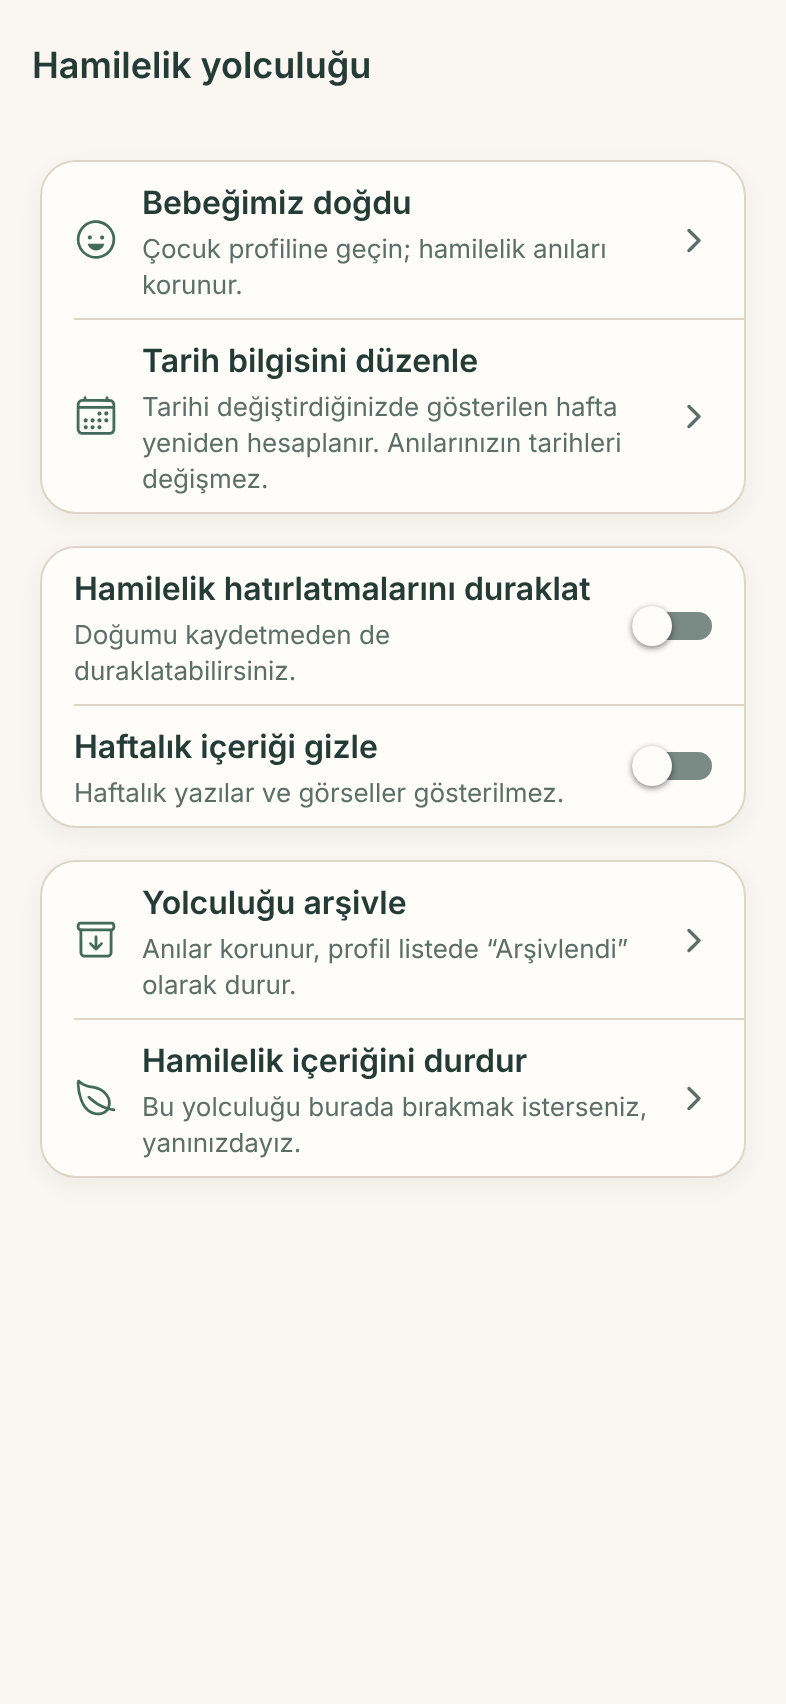 Hamilelik yolculuğu
Bebeğimiz doğdu
Çocuk profiline geçin; hamilelik anıları
korunur.
Tarih bilgisini düzenle
Tarihi değiştirdiğinizde gösterilen hafta
yeniden hesaplanır. Anılarınızın tarihleri
değişmez.
Hamilelik hatırlatmalarını duraklat
Doğumu kaydetmeden de
duraklatabilirsiniz.
Haftalık içeriği gizle
Haftalık yazılar ve görseller gösterilmez.
Yolculuğu arşivle
Anılar korunur, profil listede “Arşivlendi”
olarak durur.
Hamilelik içeriğini durdur
Bu yolculuğu burada bırakmak isterseniz,
yanınızdayız.